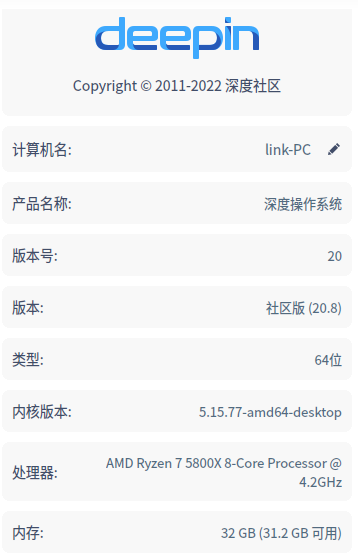 deepin
Copyright © 2011-2022 深度社区
计算机名: link-PC
产品名称: 深度操作系统
版本号: 20
版本: 社区版 (20.8)
类型: 64位
内核版本: 5.15.77-amd64-desktop
处理器: AMD Ryzen 7 5800X 8-Core Processor @
4.2GHz
内存: 32 GB (31.2 GB 可用)